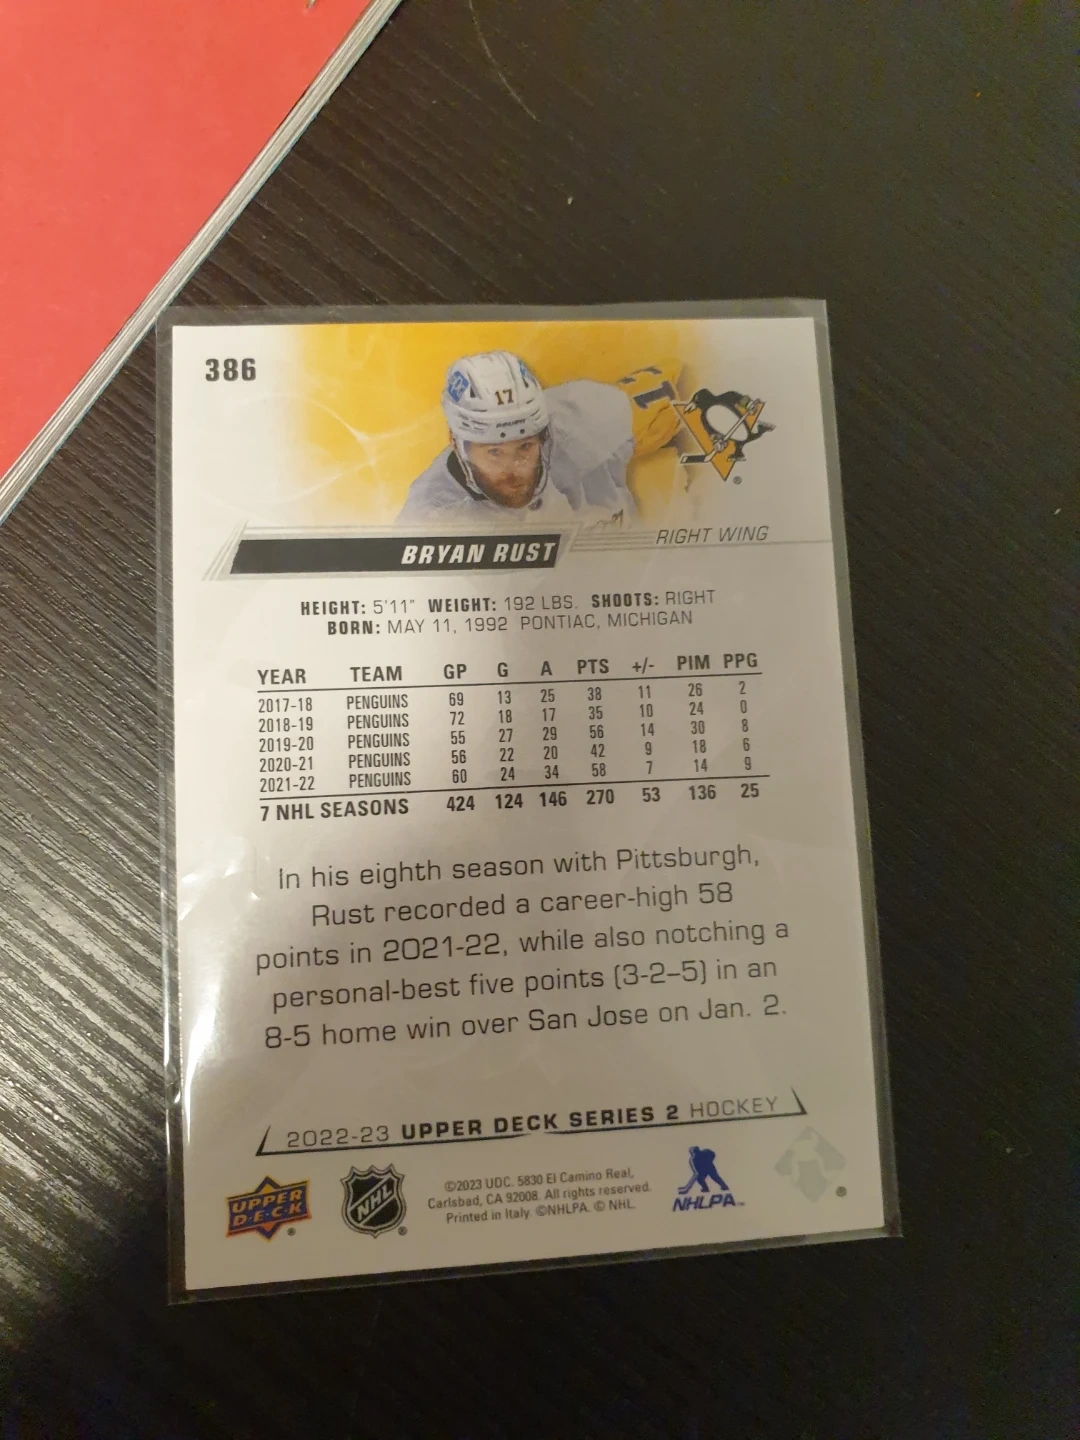 386
17
BAUER
17
BRYAN RUST
RIGHT WING
HEIGHT: 5'11" WEIGHT: 192 LBS. SHOOTS: RIGHT
BORN: MAY 11, 1992 PONTIAC, MICHIGAN
YEAR TEAM GP G A PTS +/- PIM PPG
2017-18 PENGUINS 69 13 25 38 11 26 2
2018-19 PENGUINS 72 18 17 35 10 24 0
2019-20 PENGUINS 55 27 29 56 14 30 8
2020-21 PENGUINS 56 22 20 42 9 18 6
2021-22 PENGUINS 60 24 34 58 7 14 9
7 NHL SEASONS 424 124 146 270 53 136 25
In his eighth season with Pittsburgh,
Rust recorded a career-high 58
points in 2021-22, while also notching a
personal-best five points (3-2–5) in an
8-5 home win over San Jose on Jan. 2.
2022-23 UPPER DECK SERIES 2 HOCKEY
UPPER
D·E·C·K
®
NHL
®
©2023 UDC. 5830 El Camino Real,
Carlsbad, CA 92008. All rights reserved.
Printed in Italy. ©NHLPA. © NHL.
NHLPA™
®